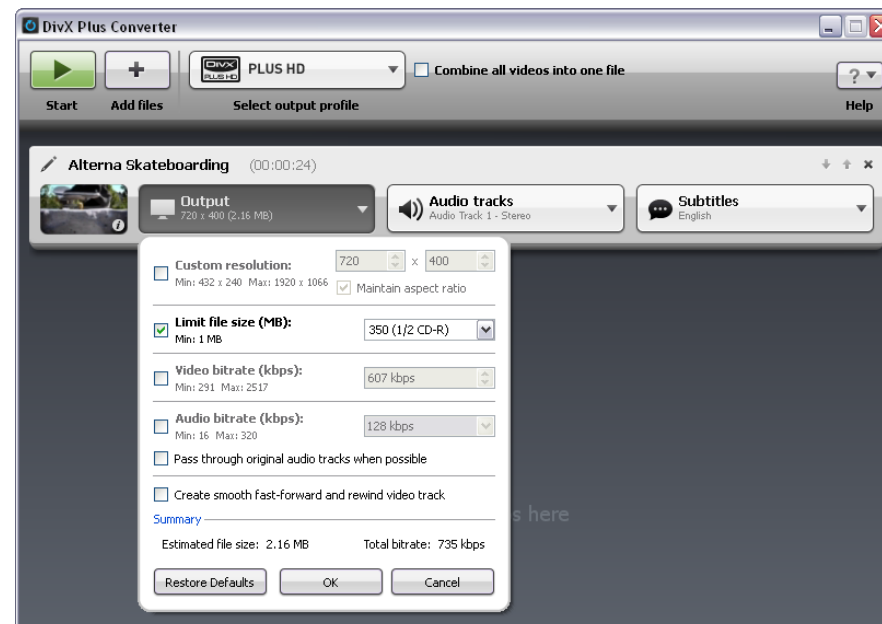 DivX Plus Converter
DIVX PLUS HD PLUS HD
Combine all videos into one file
?
Start Add files Select output profile Help
Alterna Skateboarding (00:00:24)
Output
720 x 400 (2.16 MB)
Audio tracks
Audio Track 1 - Stereo
Subtitles
English
Custom resolution: 720 x 400
Min: 432 x 240 Max: 1920 x 1066 Maintain aspect ratio
Limit file size (MB): 350 (1/2 CD-R)
Min: 1 MB
Video bitrate (kbps): 607 kbps
Min: 291 Max: 2517
Audio bitrate (kbps): 128 kbps
Min: 16 Max: 320
Pass through original audio tracks when possible
Create smooth fast-forward and rewind video track
s here
Summary
Estimated file size: 2.16 MB Total bitrate: 735 kbps
Restore Defaults OK Cancel